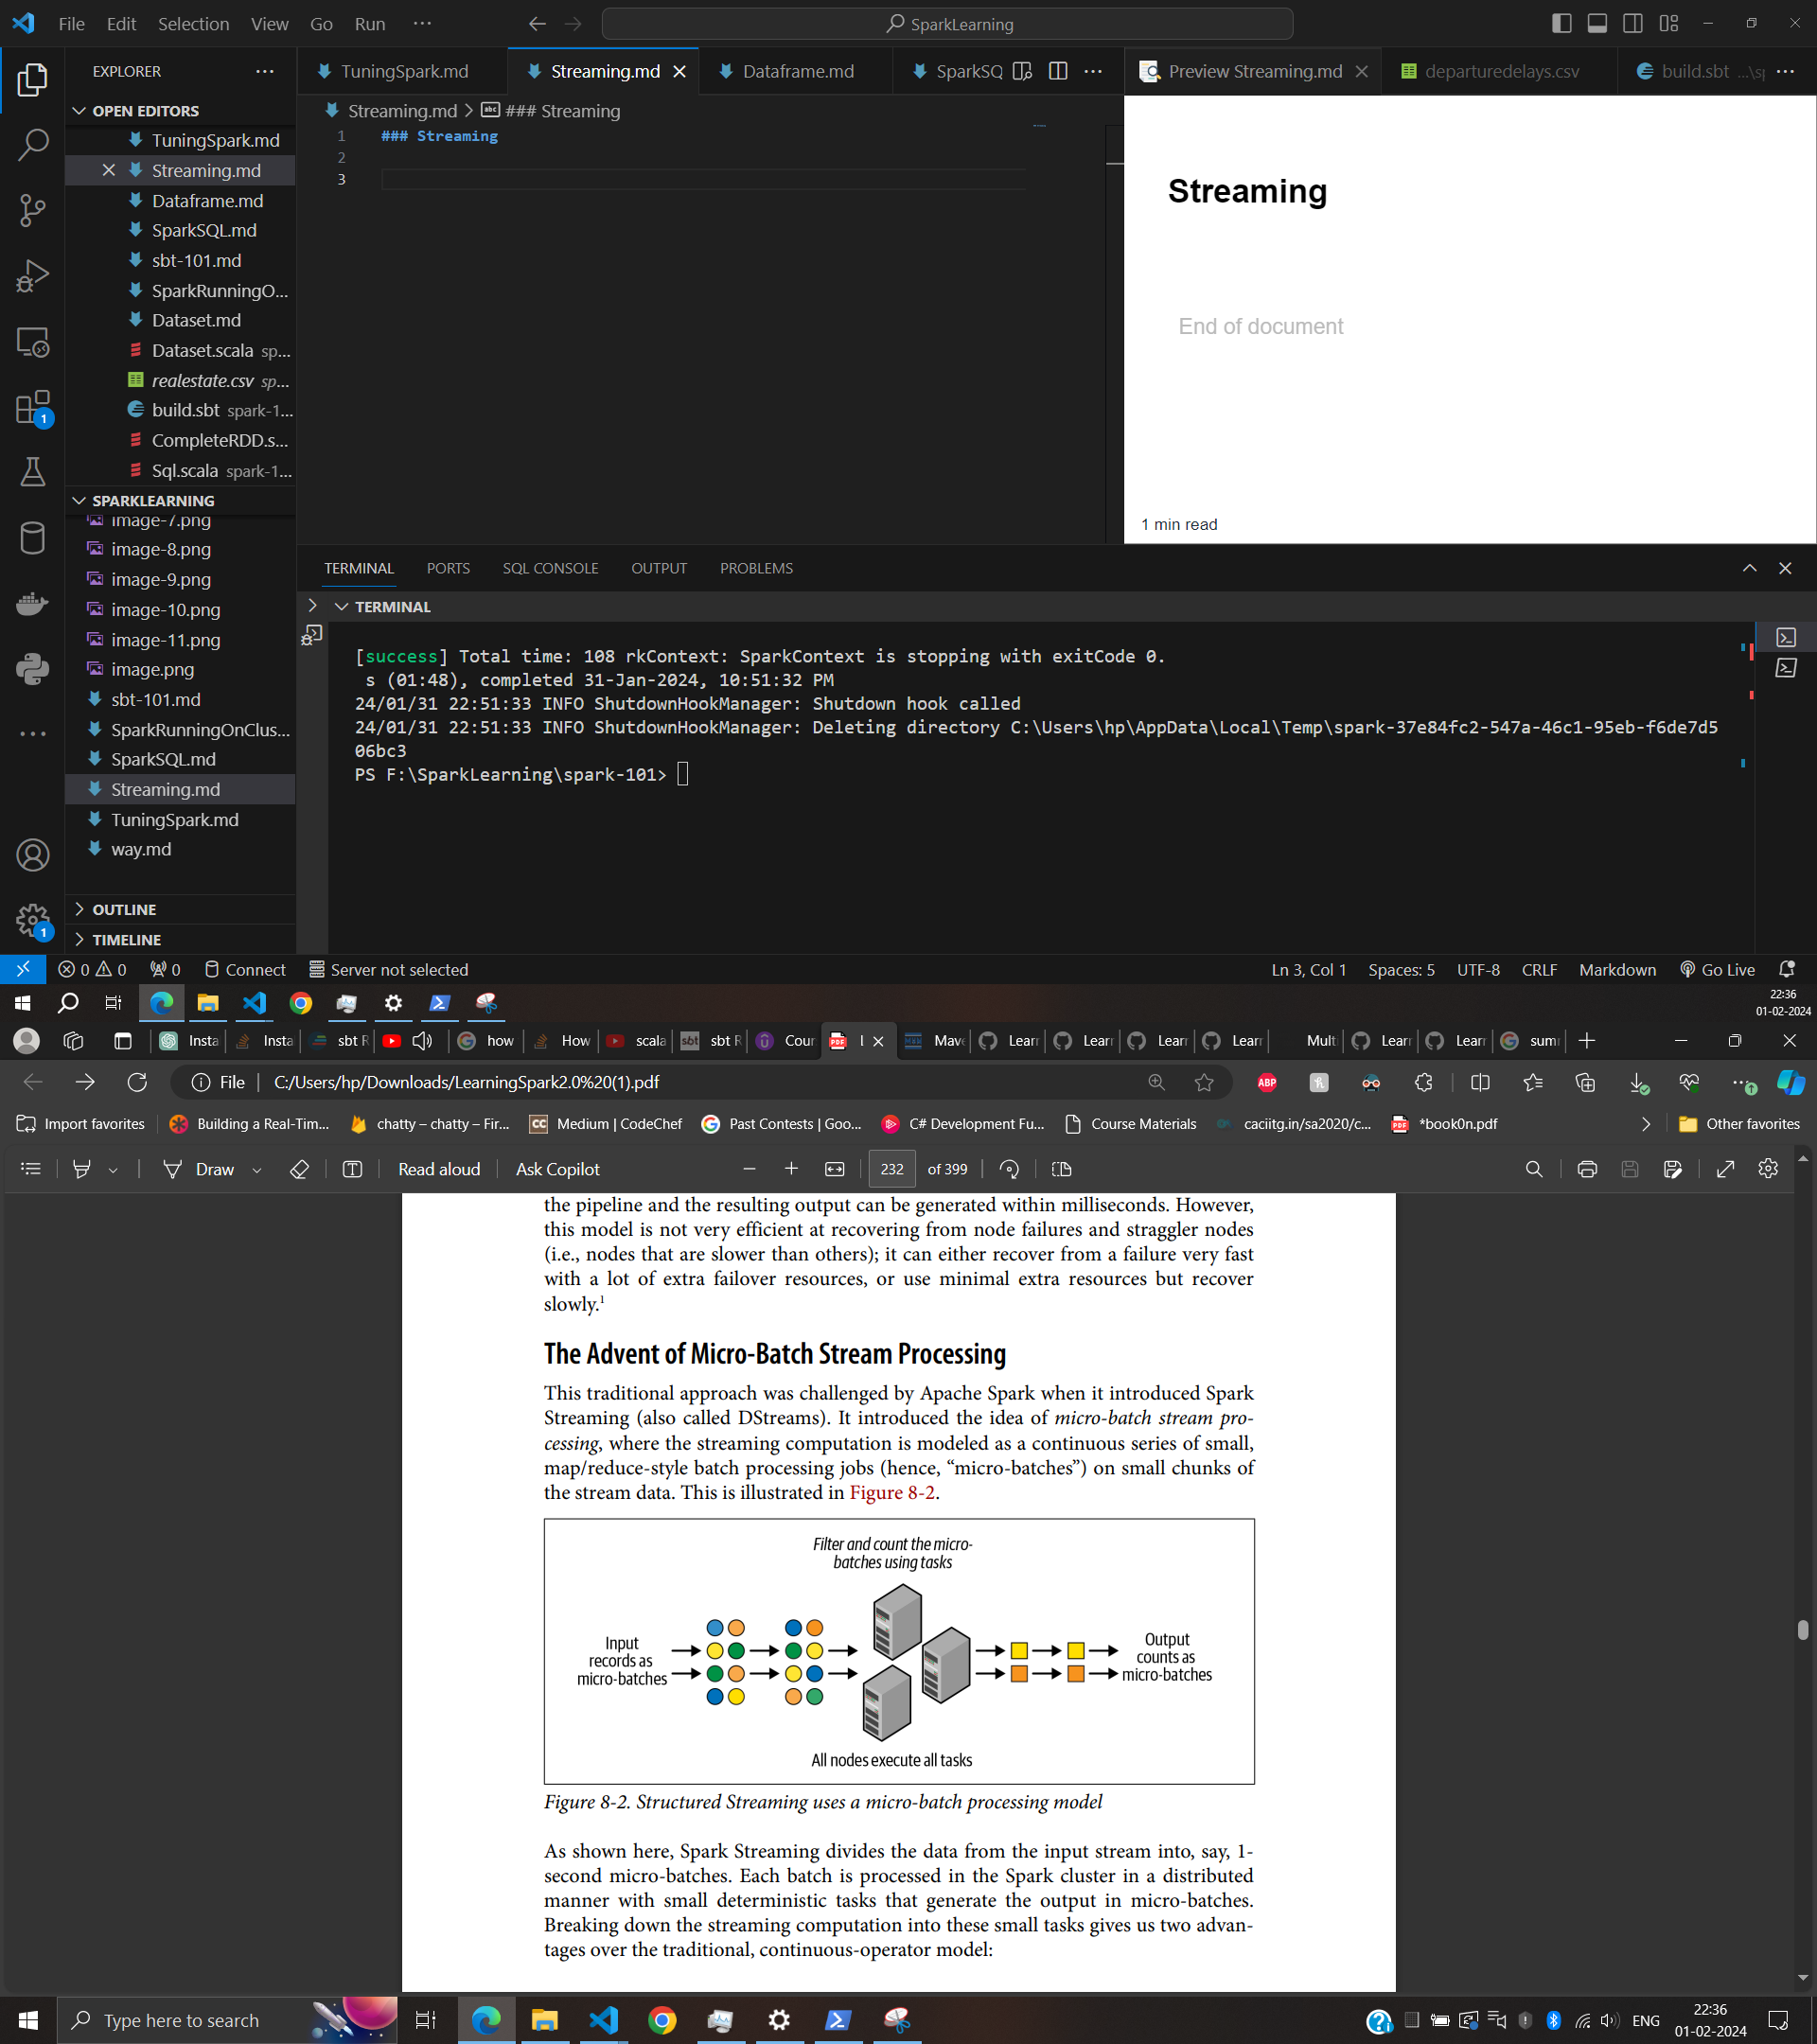 File Edit Selection View Go Run ···
SparkLearning
EXPLORER ···
OPEN EDITORS
TuningSpark.md
Streaming.md
Dataframe.md
SparkSQL.md
sbt-101.md
SparkRunningO...
Dataset.md
Dataset.scala sp...
realestate.csv sp...
build.sbt spark-1...
CompleteRDD.s...
Sql.scala spark-1...
SPARKLEARNING
image-7.png
image-8.png
image-9.png
image-10.png
image-11.png
image.png
sbt-101.md
SparkRunningOnClus...
SparkSQL.md
Streaming.md
TuningSpark.md
way.md
OUTLINE
TIMELINE
TuningSpark.md Streaming.md Dataframe.md SparkSQ ···
Streaming.md > ### Streaming
1 ### Streaming
2
3
Preview Streaming.md departuredelays.csv build.sbt ...\sp ···
Streaming
End of document
1 min read
TERMINAL PORTS SQL CONSOLE OUTPUT PROBLEMS
TERMINAL
[success] Total time: 108 rkContext: SparkContext is stopping with exitCode 0.
s (01:48), completed 31-Jan-2024, 10:51:32 PM
24/01/31 22:51:33 INFO ShutdownHookManager: Shutdown hook called
24/01/31 22:51:33 INFO ShutdownHookManager: Deleting directory C:\Users\hp\AppData\Local\Temp\spark-37e84fc2-547a-46c1-95eb-f6de7d5
06bc3
PS F:\SparkLearning\spark-101>
0 0 0 Connect Server not selected Ln 3, Col 1 Spaces: 5 UTF-8 CRLF Markdown Go Live
22:36
01-02-2024
Insta Insta sbt R how How scala sbt sbt R Cour PDF l Mave Learr Learr Learr Learr Multi Learr Learr sumi
File C:/Users/hp/Downloads/LearningSpark2.0%20(1).pdf ABP
Import favorites Building a Real-Tim... chatty – chatty – Fir... CC Medium | CodeChef Past Contests | Goo... C# Development Fu... Course Materials caciitg.in/sa2020/c... PDF *book0n.pdf Other favorites
Draw Read aloud Ask Copilot 232 of 399
the pipeline and the resulting output can be generated within milliseconds. However,
this model is not very efficient at recovering from node failures and straggler nodes
(i.e., nodes that are slower than others); it can either recover from a failure very fast
with a lot of extra failover resources, or use minimal extra resources but recover
slowly.1
The Advent of Micro-Batch Stream Processing
This traditional approach was challenged by Apache Spark when it introduced Spark
Streaming (also called DStreams). It introduced the idea of micro-batch stream pro-
cessing, where the streaming computation is modeled as a continuous series of small,
map/reduce-style batch processing jobs (hence, “micro-batches”) on small chunks of
the stream data. This is illustrated in Figure 8-2.
Filter and count the micro-
batches using tasks
Input
records as
micro-batches
Output
counts as
micro-batches
All nodes execute all tasks
Figure 8-2. Structured Streaming uses a micro-batch processing model
As shown here, Spark Streaming divides the data from the input stream into, say, 1-
second micro-batches. Each batch is processed in the Spark cluster in a distributed
manner with small deterministic tasks that generate the output in micro-batches.
Breaking down the streaming computation into these small tasks gives us two advan-
tages over the traditional, continuous-operator model:
Type here to search
ENG
22:36
01-02-2024